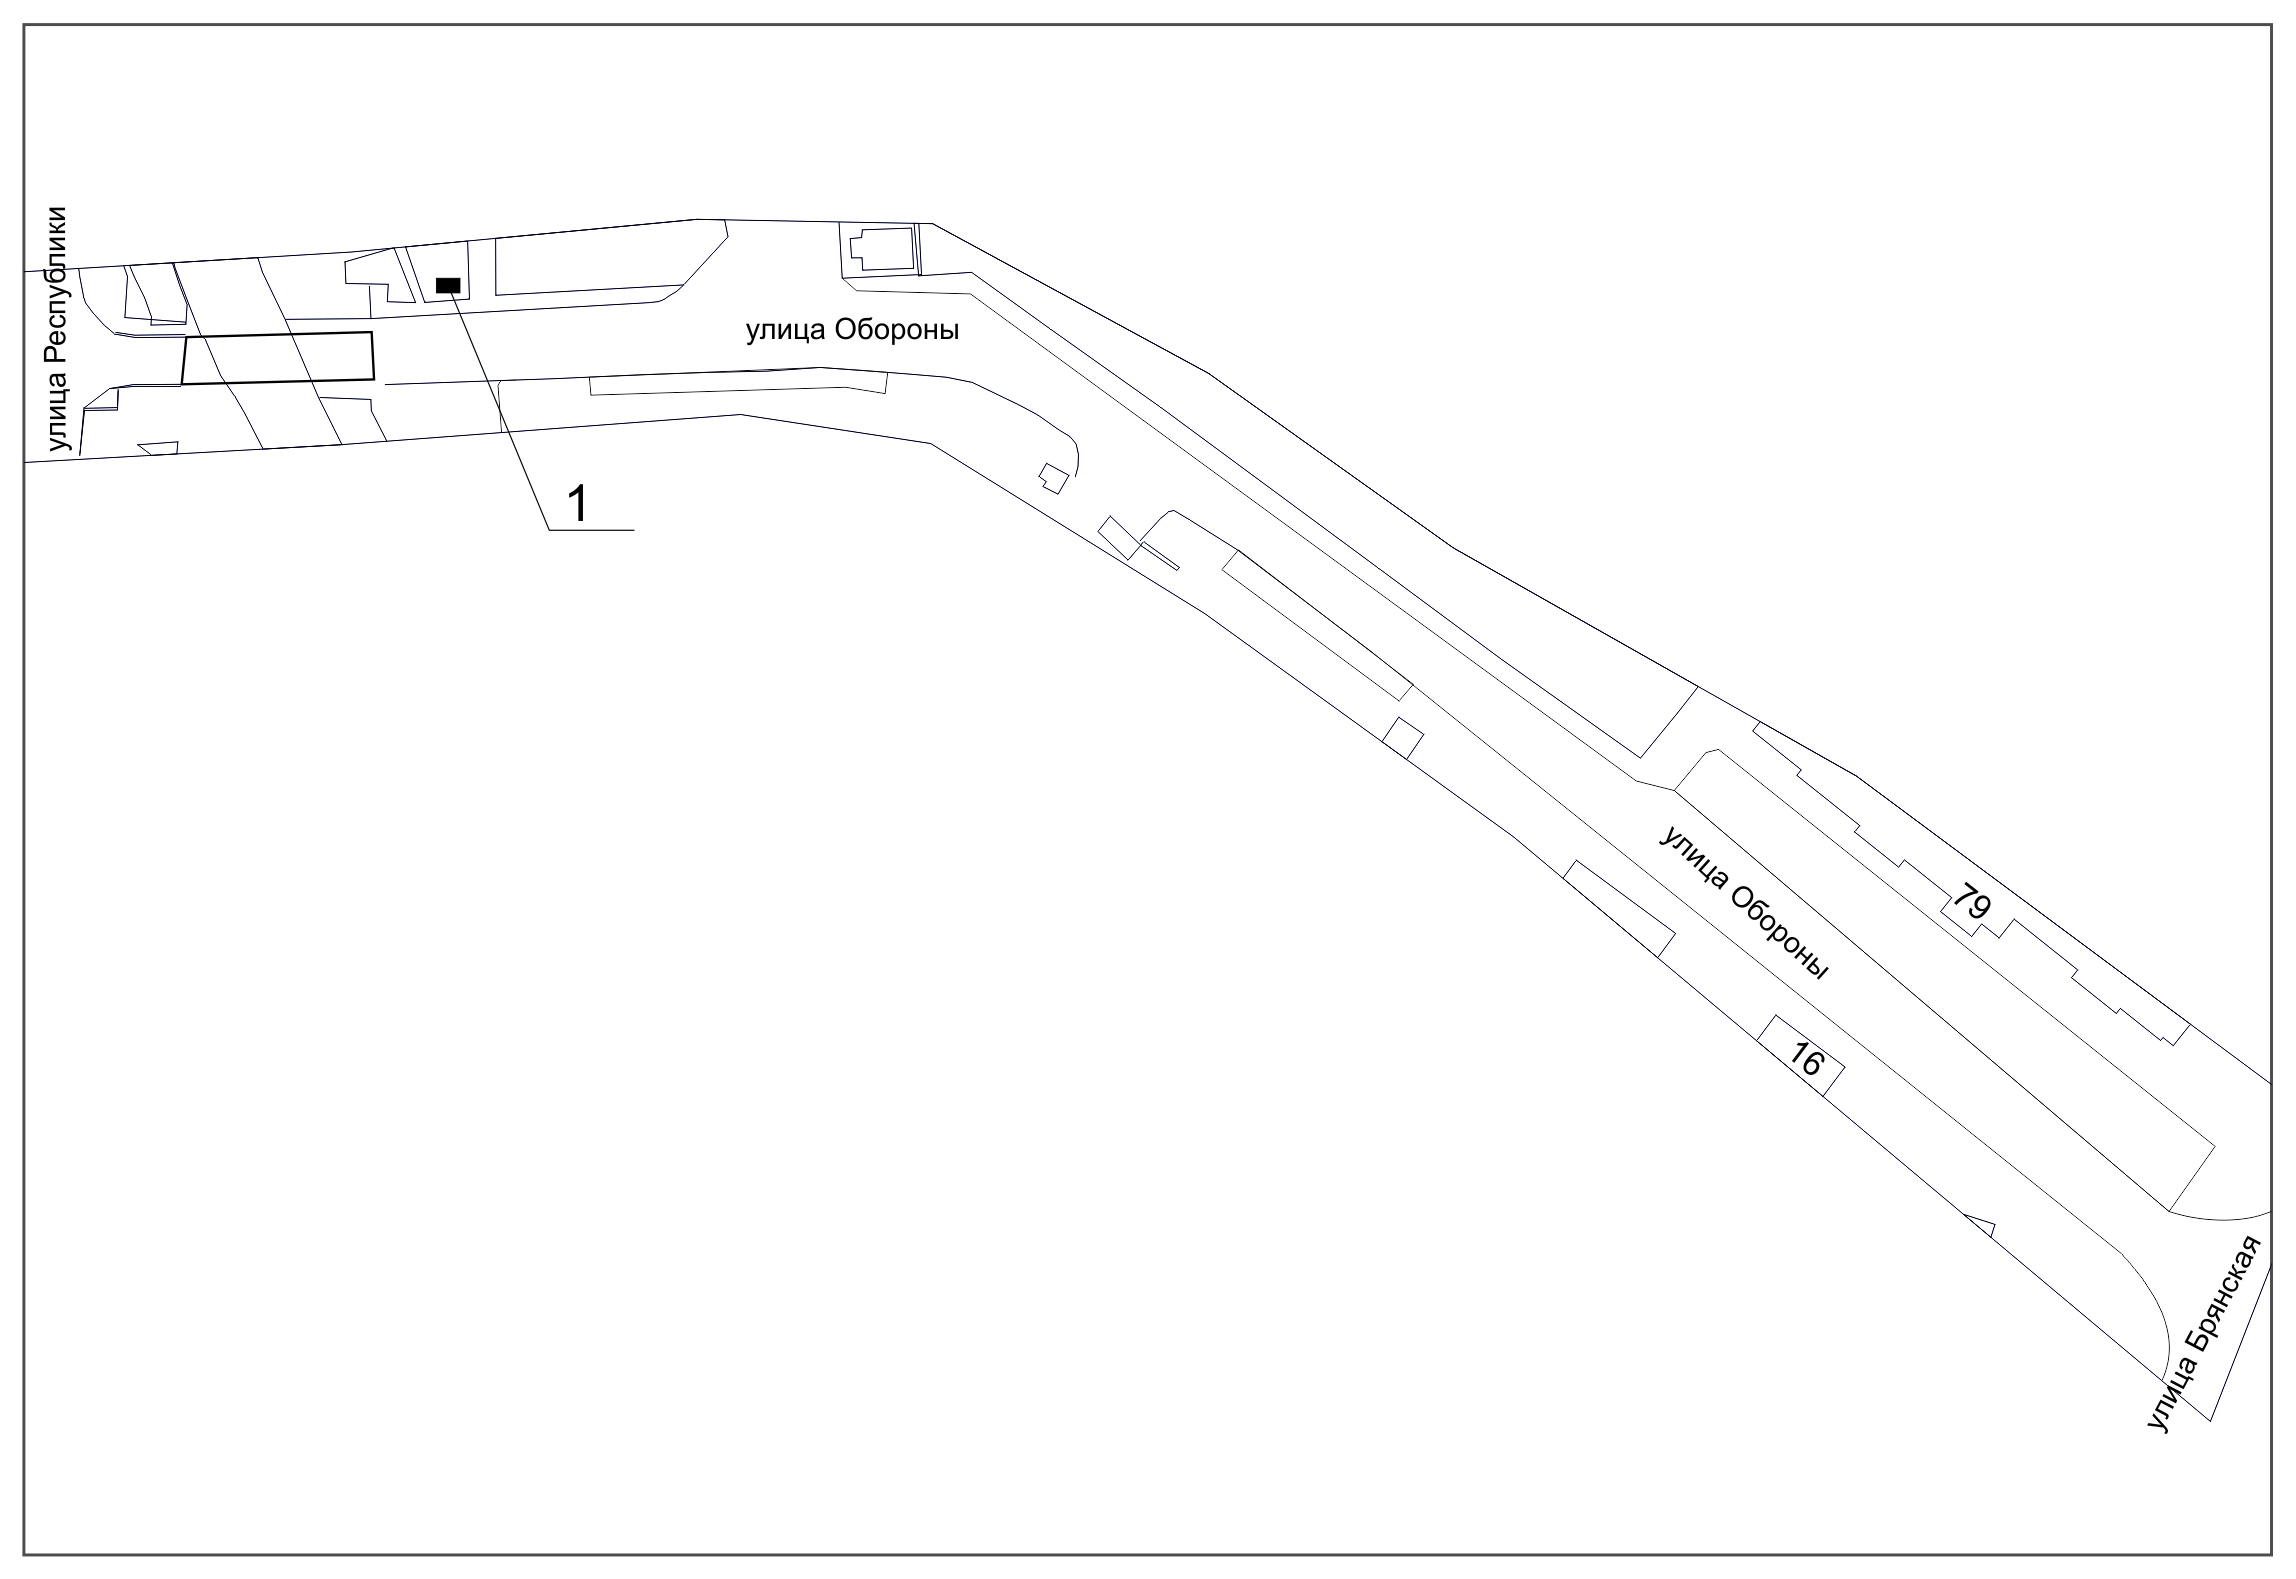 улица Республики
улица Обороны
1
улица Обороны
79
16
улица Брянская